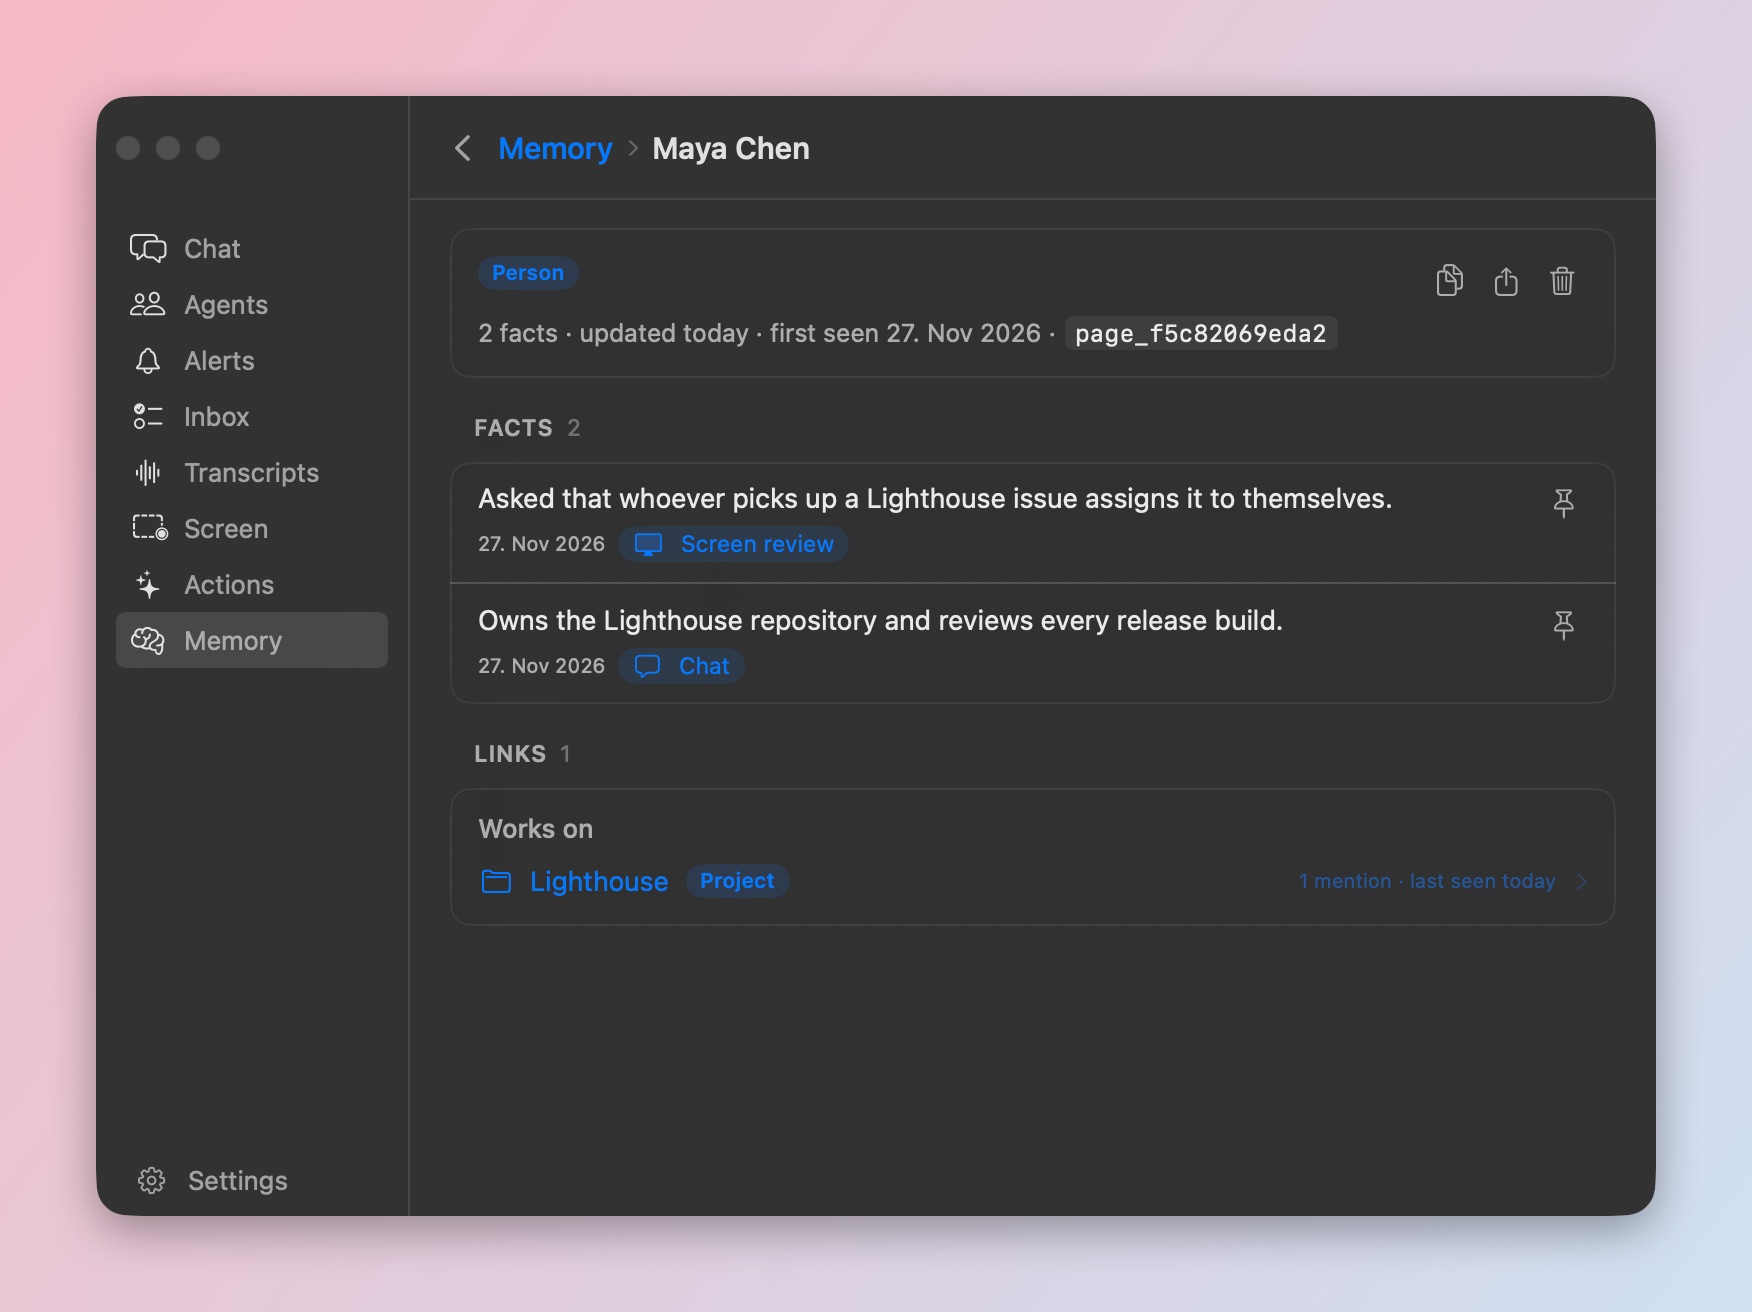 Memory › Maya Chen
Chat
Agents
Alerts
Inbox
Transcripts
Screen
Actions
Memory
Settings
Person
2 facts · updated today · first seen 27. Nov 2026 · page_f5c82069eda2
FACTS 2
Asked that whoever picks up a Lighthouse issue assigns it to themselves.
27. Nov 2026 Screen review
Owns the Lighthouse repository and reviews every release build.
27. Nov 2026 Chat
LINKS 1
Works on
Lighthouse Project 1 mention · last seen today